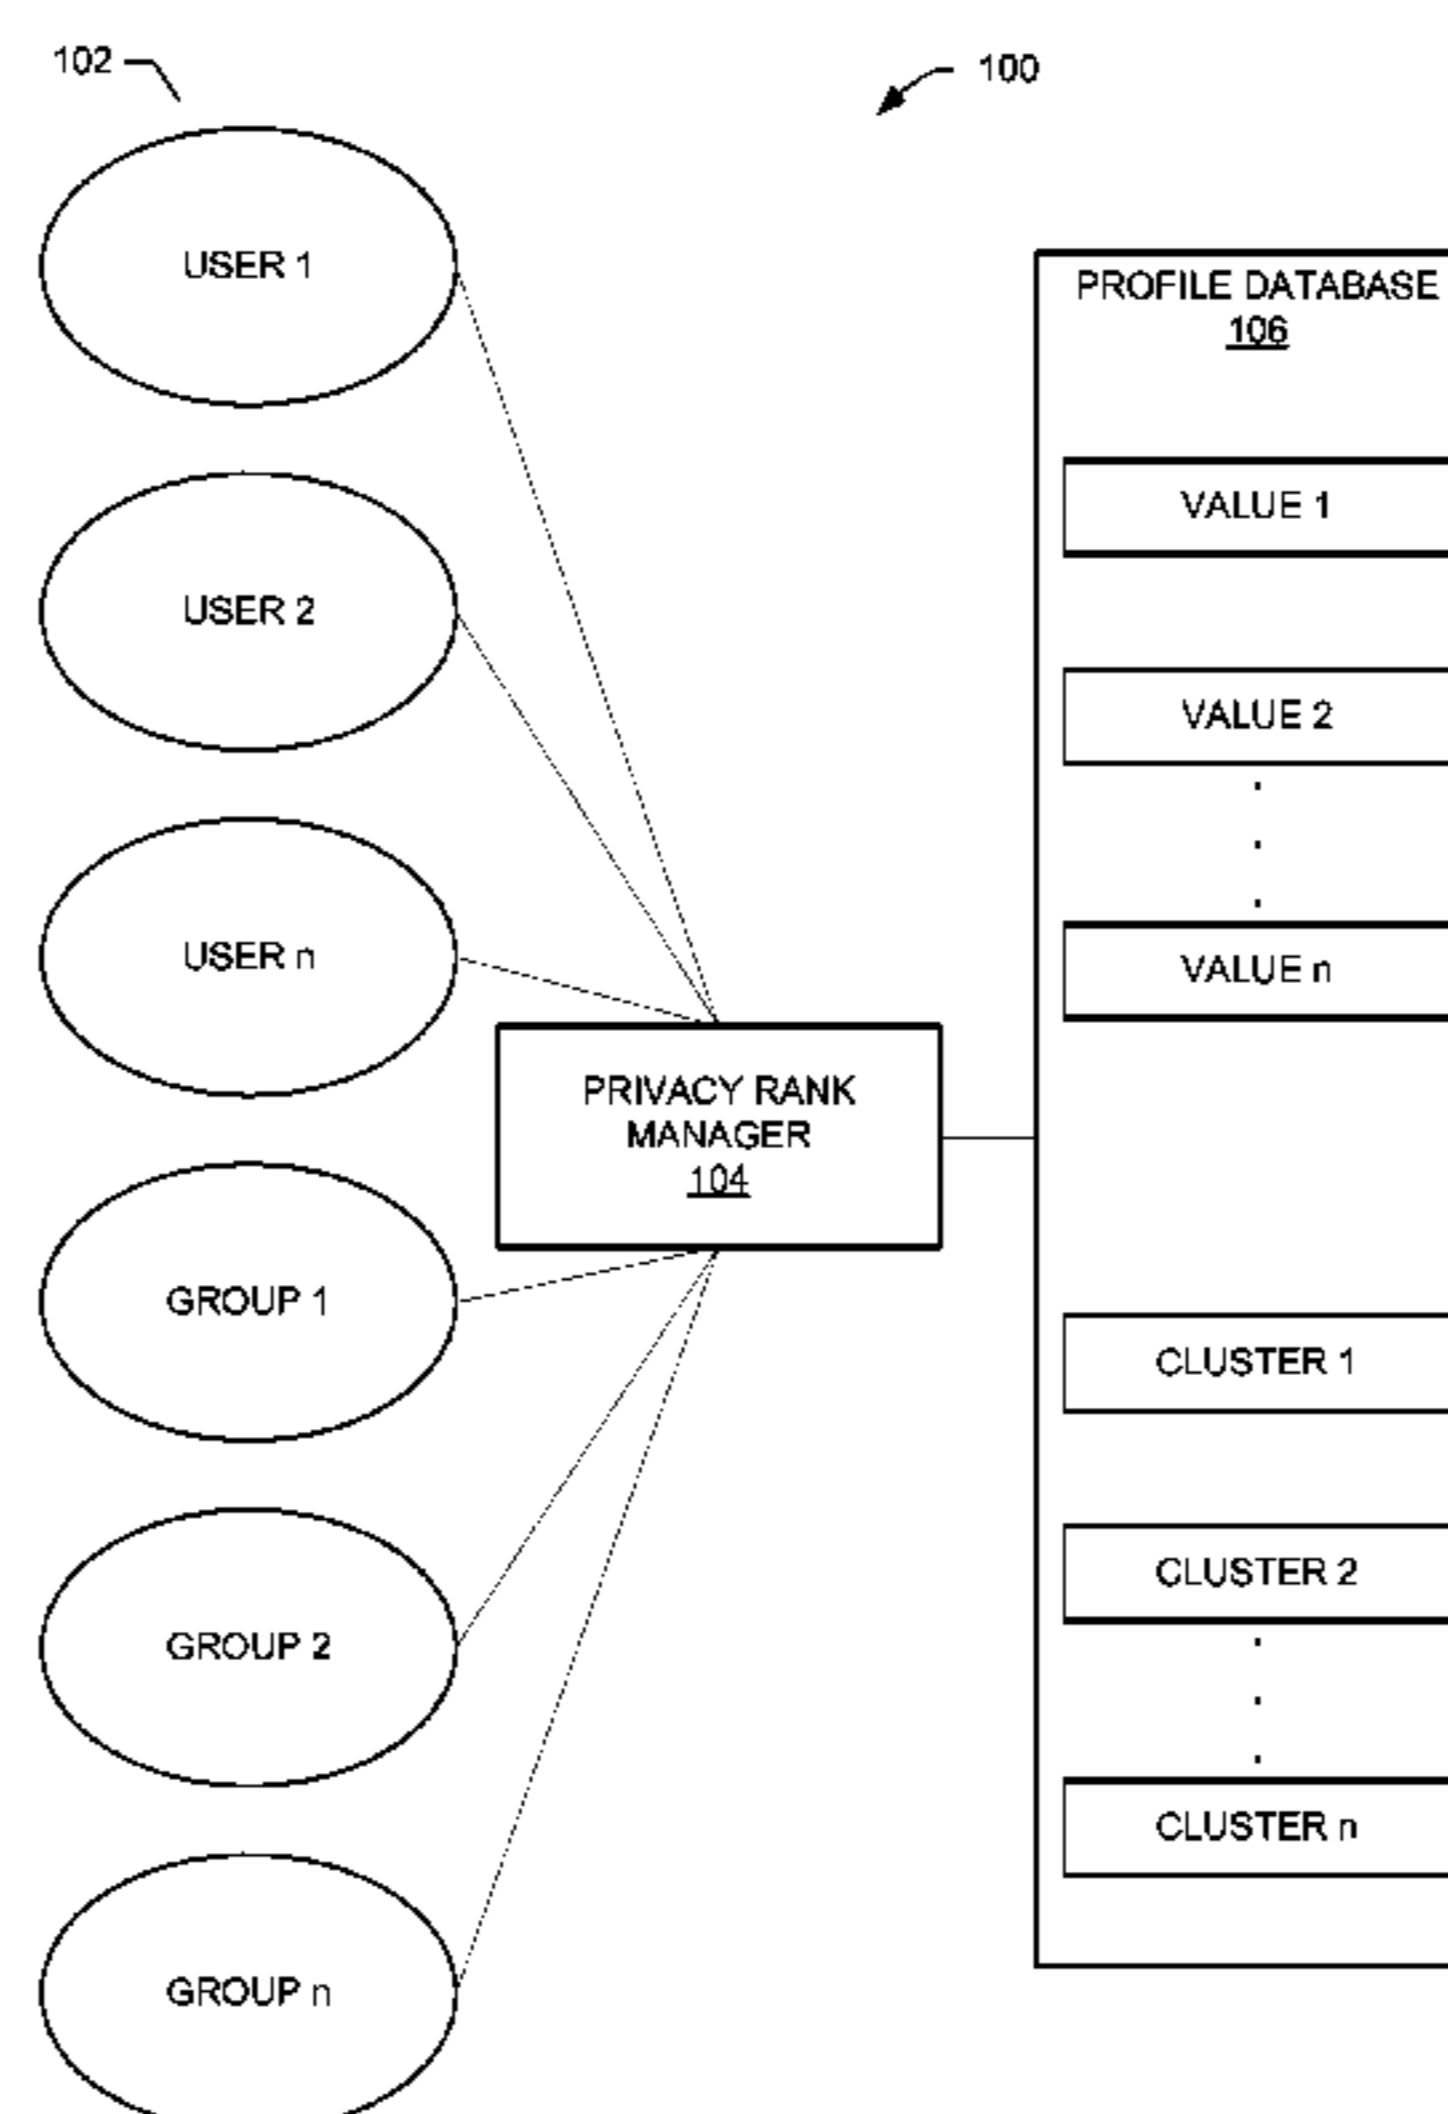 102
100
USER 1
USER 2
USER n
GROUP 1
GROUP 2
GROUP n
PRIVACY RANK
MANAGER
104
PROFILE DATABASE
106
VALUE 1
VALUE 2
VALUE n
CLUSTER 1
CLUSTER 2
CLUSTER n